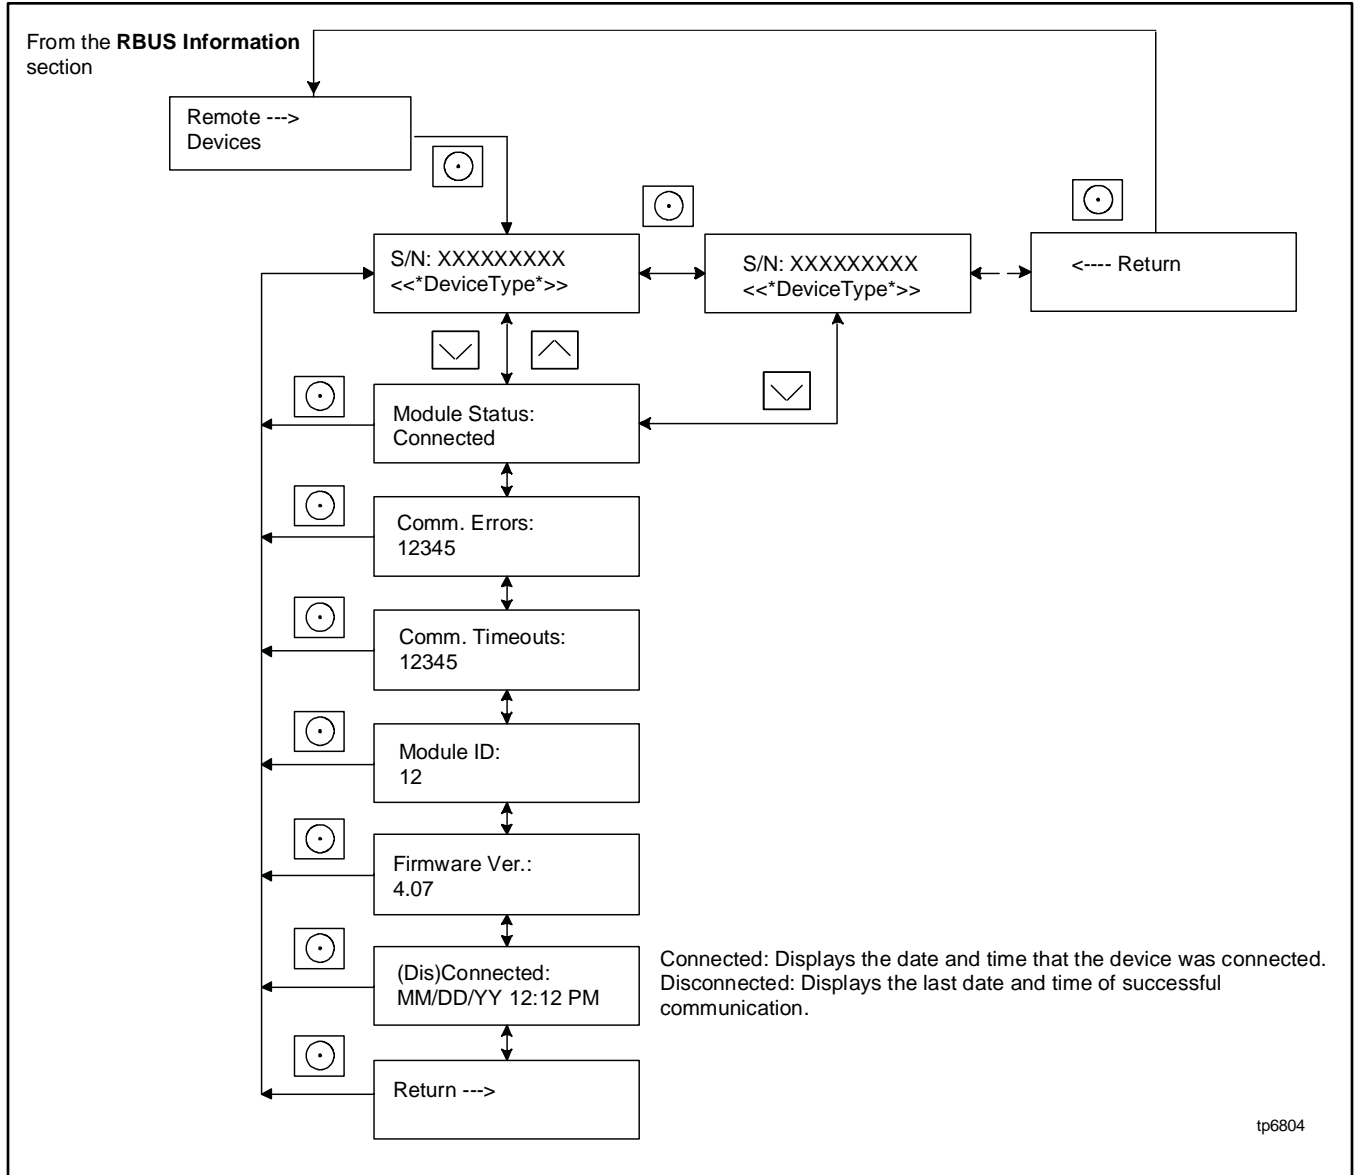 From the RBUS Information
section
Remote --->
Devices
S/N: XXXXXXXXX
<<*DeviceType*>>
S/N: XXXXXXXXX
<<*DeviceType*>>
<---- Return
Module Status:
Connected
Comm. Errors:
12345
Comm. Timeouts:
12345
Module ID:
12
Firmware Ver.:
4.07
(Dis)Connected:
MM/DD/YY 12:12 PM
Connected: Displays the date and time that the device was connected.
Disconnected: Displays the last date and time of successful
communication.
Return --->
tp6804